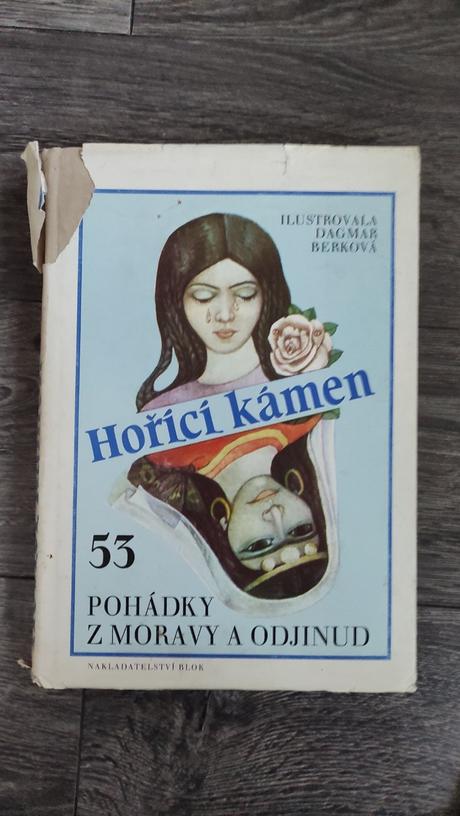 ILUSTROVALA
DAGMAR
BERKOVÁ
Hořící kámen
53
POHÁDKY
Z MORAVY A ODJINUD
NAKLADATELSTVÍ BLOK